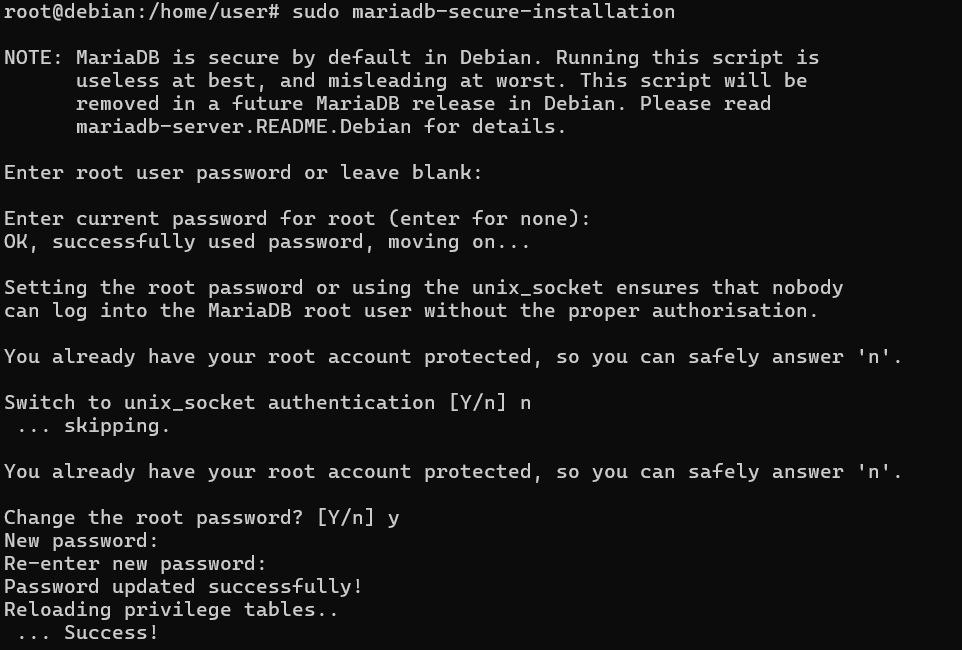 root@debian:/home/user# sudo mariadb-secure-installation
NOTE: MariaDB is secure by default in Debian. Running this script is
useless at best, and misleading at worst. This script will be
removed in a future MariaDB release in Debian. Please read
mariadb-server.README.Debian for details.
Enter root user password or leave blank:
Enter current password for root (enter for none):
OK, successfully used password, moving on...
Setting the root password or using the unix_socket ensures that nobody
can log into the MariaDB root user without the proper authorisation.
You already have your root account protected, so you can safely answer 'n'.
Switch to unix_socket authentication [Y/n] n
... skipping.
You already have your root account protected, so you can safely answer 'n'.
Change the root password? [Y/n] y
New password:
Re-enter new password:
Password updated successfully!
Reloading privilege tables..
... Success!